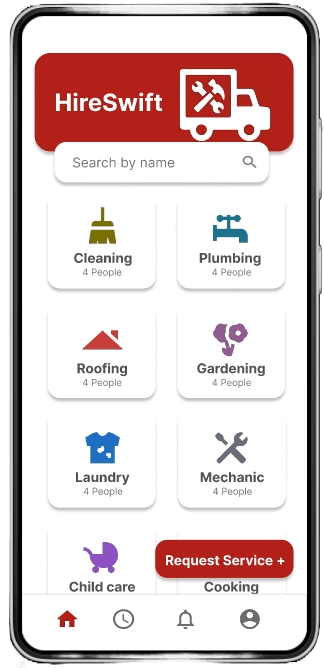 HireSwift
Search by name
Cleaning
4 People
Plumbing
4 People
Roofing
4 People
Gardening
4 People
Laundry
4 People
Mechanic
4 People
Request Service +
Child care
Cooking